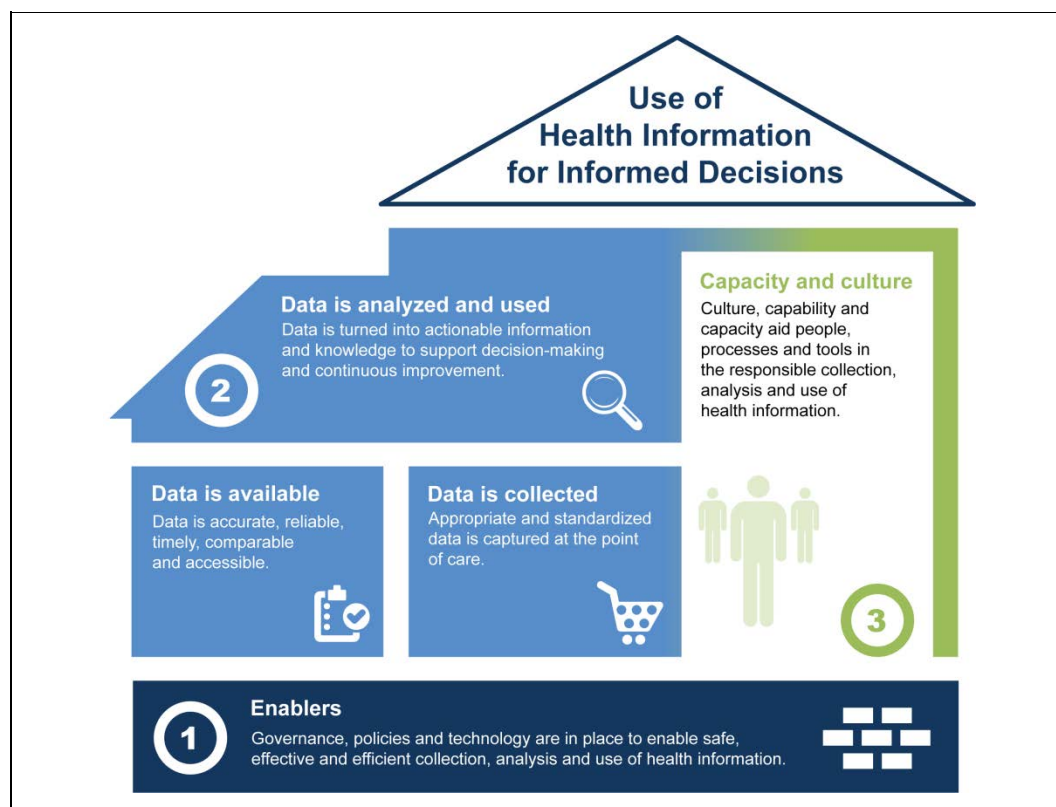 Use of
Health Information
for Informed Decisions
Data is analyzed and used
Data is turned into actionable information
and knowledge to support decision-making
and continuous improvement.
2
Capacity and culture
Culture, capability and
capacity aid people,
processes and tools in
the responsible collection,
analysis and use of
health information.
Data is available
Data is accurate, reliable,
timely, comparable
and accessible.
Data is collected
Appropriate and standardized
data is captured at the point
of care.
3
1
Enablers
Governance, policies and technology are in place to enable safe,
effective and efficient collection, analysis and use of health information.